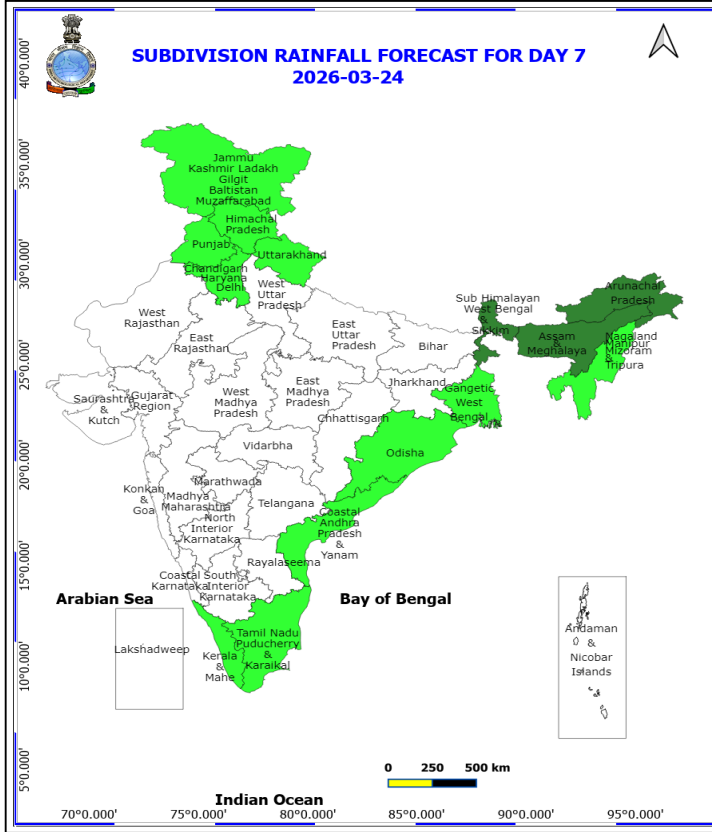 SUBDIVISION RAINFALL FORECAST FOR DAY 7
2026-03-24
40°0.000'
35°0.000'
30°0.000'
25°0.000'
20°0.000'
15°0.000'
10°0.000'
5°0.000'
Jammu
Kashmir Ladakh
Gilgit
Baltistan
Muzaffarabad
Himachal
Pradesh
Punjab
Uttarakhand
Chandigarh
Haryana
Delhi
West
Uttar
Pradesh
West
Rajasthan
East
Rajasthan
East
Uttar
Pradesh
Bihar
Sub Himalayan
West Bengal
&
Sikkim
Arunachal
Pradesh
Assam
&
Meghalaya
Nagaland
Manipur
Mizoram
&
Tripura
Saurashtra
&
Kutch
Gujarat
Region
West
Madhya
Pradesh
East
Madhya
Pradesh
Jharkhand
Gangetic
West
Bengal
Chhattisgarh
Odisha
Vidarbha
Konkan
&
Goa
Marathwada
Madhya
Maharashtra
North
Interior
Karnataka
Telangana
Coastal
Andhra
Pradesh
&
Yanam
Rayalaseema
Coastal
Karnataka
South
Interior
Karnataka
Arabian Sea
Bay of Bengal
Lakshadweep
Kerala
&
Mahe
Tamil Nadu
Puducherry
&
Karaikal
Andaman
&
Nicobar
Islands
0 250 500 km
Indian Ocean
70°0.000' 75°0.000' 80°0.000' 85°0.000' 90°0.000' 95°0.000'